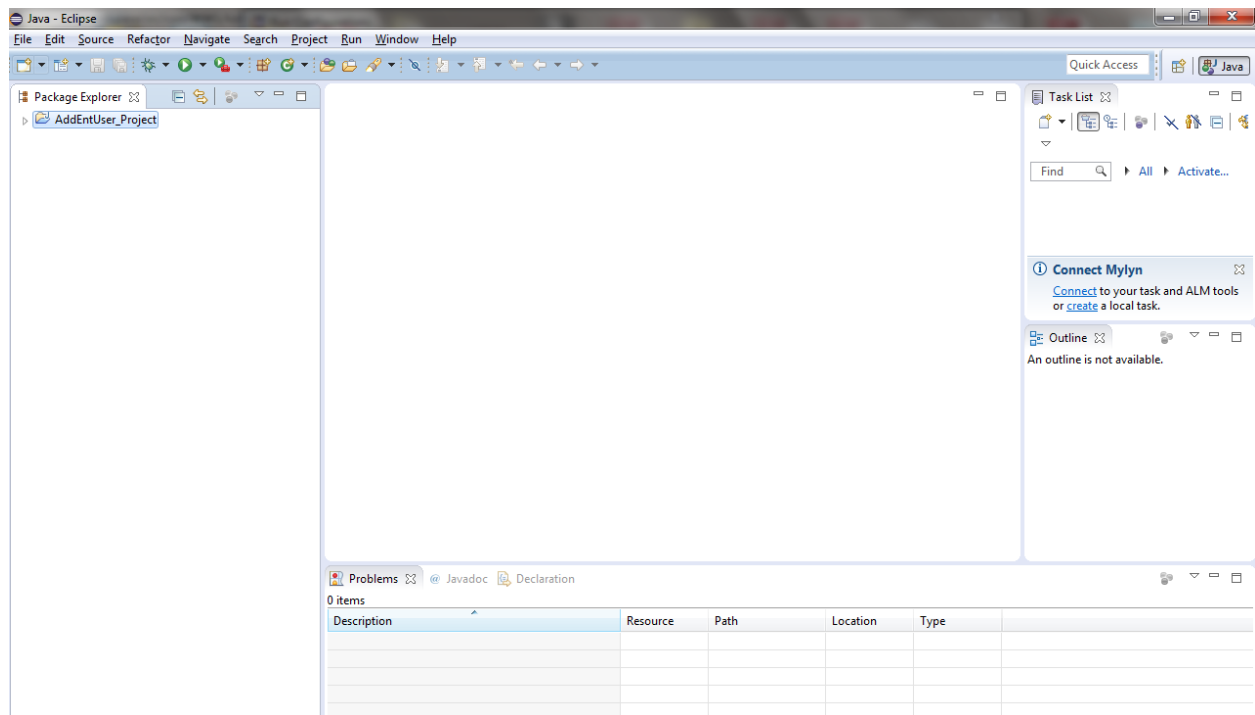 Java - Eclipse
File Edit Source Refactor Navigate Search Project Run Window Help
Quick Access Java
Package Explorer
AddEntUser_Project
Task List
Find All Activate...
Connect Mylyn
Connect to your task and ALM tools
or create a local task.
Outline
An outline is not available.
Problems @ Javadoc Declaration
0 items
Description Resource Path Location Type